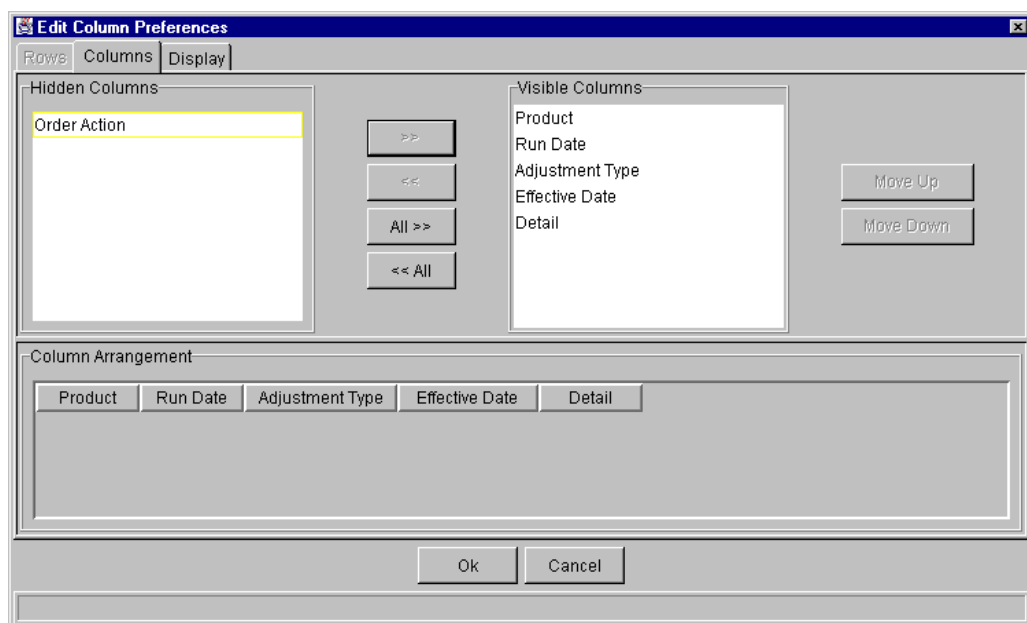 Edit Column Preferences
Rows Columns Display
Hidden Columns
Order Action
>>
<<
All >>
<< All
Visible Columns
Product
Run Date
Adjustment Type
Effective Date
Detail
Move Up
Move Down
Column Arrangement
Product Run Date Adjustment Type Effective Date Detail
Ok Cancel